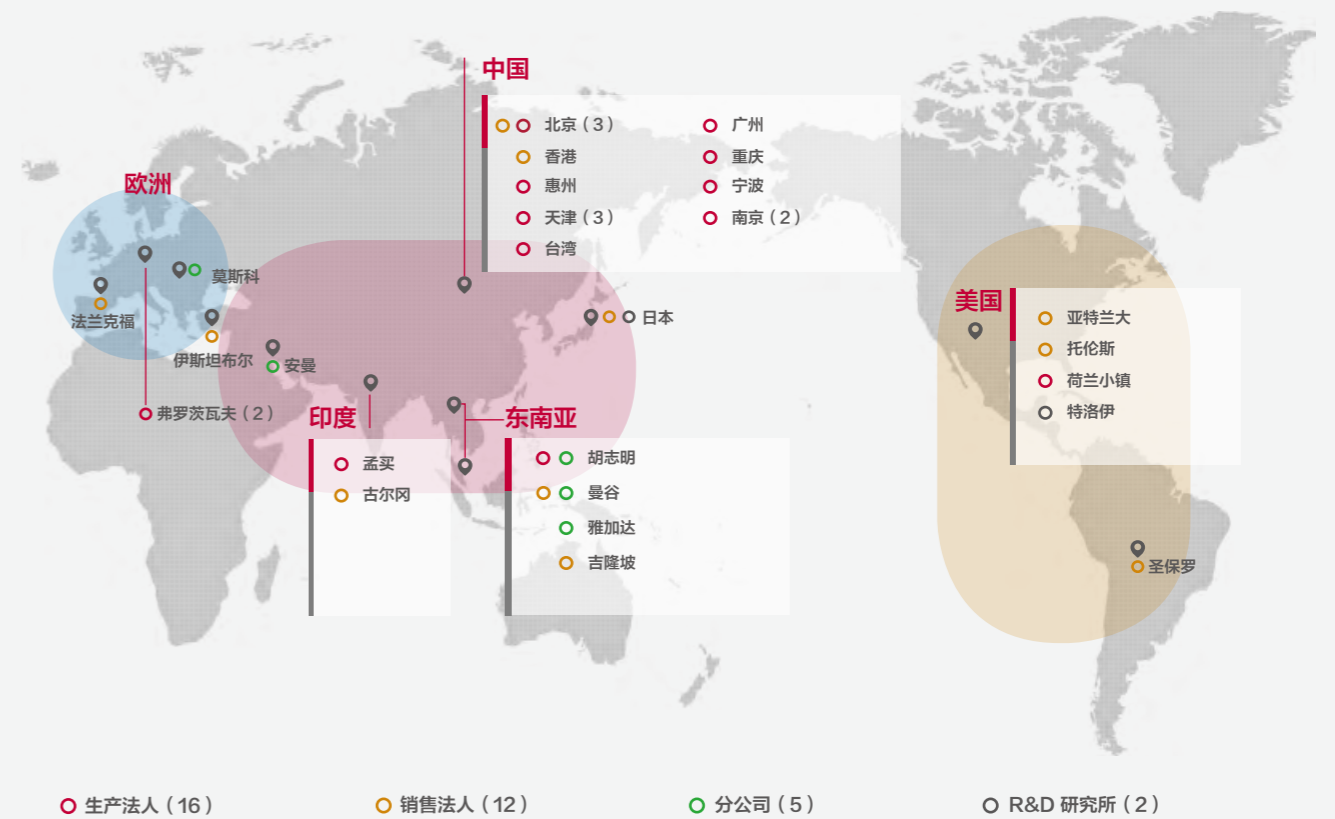 中国
北京（3）
香港
惠州
天津（3）
台湾
广州
重庆
宁波
南京（2）
欧洲
莫斯科
法兰克福
伊斯坦布尔
安曼
弗罗茨瓦夫（2）
日本
印度
孟买
古尔冈
东南亚
胡志明
曼谷
雅加达
吉隆坡
美国
亚特兰大
托伦斯
荷兰小镇
特洛伊
圣保罗
生产法人（16）
销售法人（12）
分公司（5）
R&D 研究所（2）